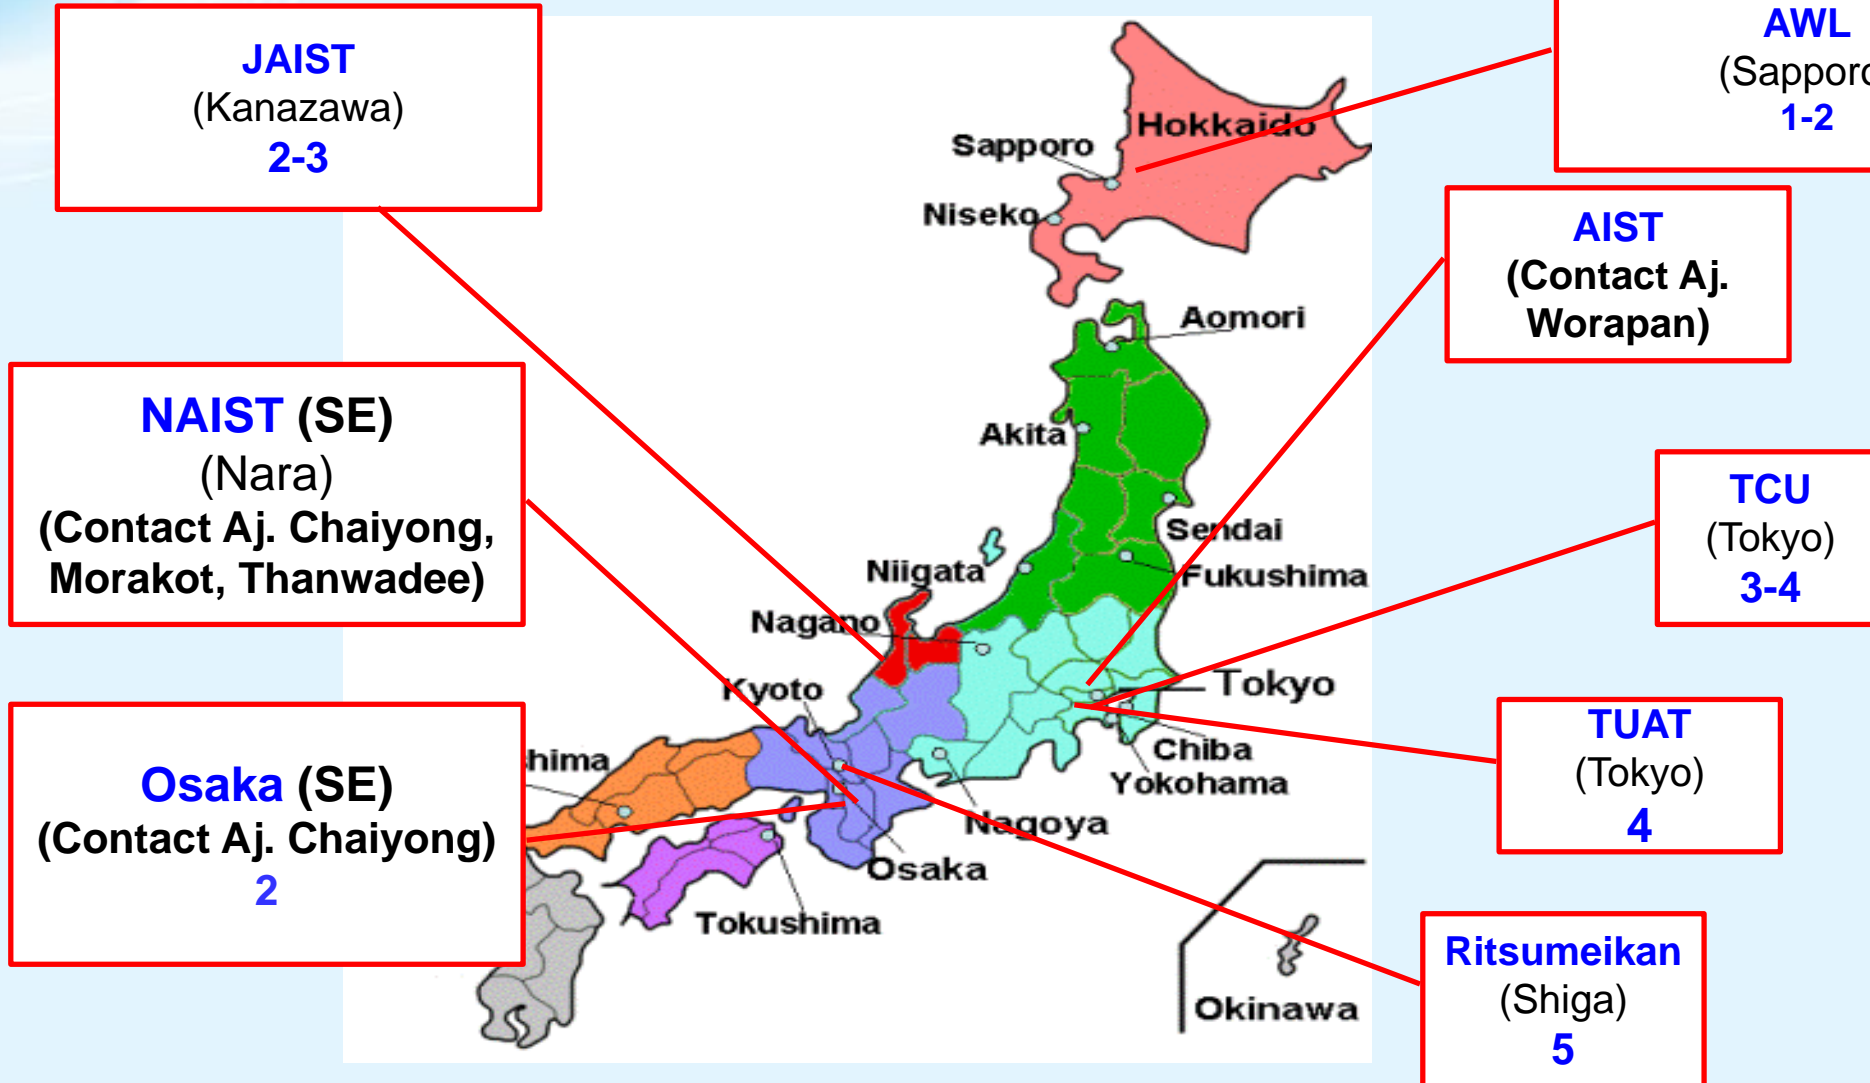 JAIST
(Kanazawa)
2-3
AWL
(Sapporo
1-2
AIST
(Contact Aj.
Worapan)
NAIST (SE)
(Nara)
(Contact Aj. Chaiyong,
Morakot, Thanwadee)
TCU
(Tokyo)
3-4
Osaka (SE)
(Contact Aj. Chaiyong)
2
TUAT
(Tokyo)
4
Ritsumeikan
(Shiga)
5
Hokkaido
Sapporo
Niseko
Aomori
Akita
Sendai
Niigata
Fukushima
Nagano
Kyoto
Tokyo
Chiba
Yokohama
shima
Nagoya
Osaka
Tokushima
Okinawa